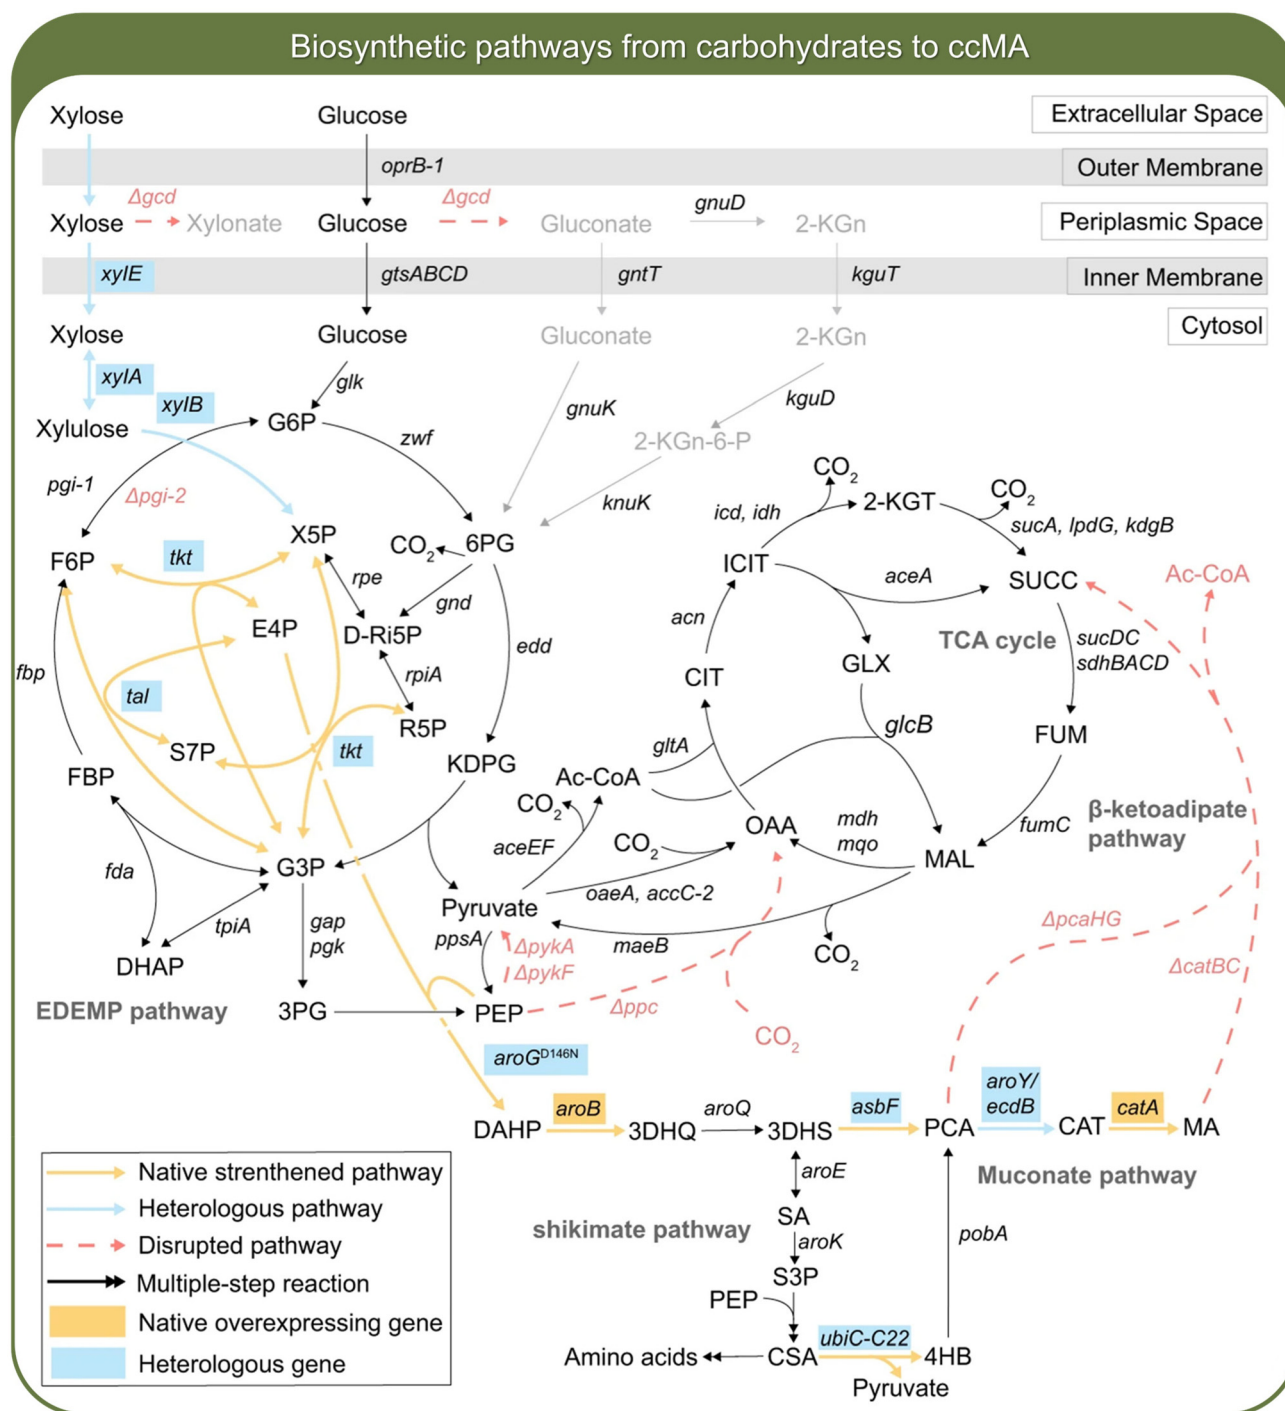 Biosynthetic pathways from carbohydrates to ccMA
Xylose
Glucose
Extracellular Space
oprB-1
Outer Membrane
Δgcd
Δgcd
gnuD
Xylose
Xylonate
Glucose
Gluconate
2-KGn
Periplasmic Space
xylE
gtsABCD
gntT
kguT
Inner Membrane
Xylose
Glucose
Gluconate
2-KGn
Cytosol
xylA
glk
xylB
gnuK
kguD
Xylulose
G6P
zwf
2-KGn-6-P
pgi-1
Δpgi-2
knuK
CO2
2-KGT
CO2
icd, idh
sucA, lpdG, kdgB
X5P
CO2
6PG
F6P
tkt
ICIT
aceA
SUCC
Ac-CoA
rpe
gnd
E4P
D-Ri5P
edd
acn
TCA cycle
sucDC
sdhBACD
fbp
rpiA
CIT
GLX
tal
S7P
R5P
tkt
glcB
FUM
gltA
FBP
KDPG
Ac-CoA
CO2
β-ketoadipate
pathway
OAA
mdh
mqo
fumC
aceEF
CO2
MAL
fda
G3P
oaeA, accC-2
Pyruvate
tpiA
gap
pgk
ppsA
ΔpykA
ΔpykF
maeB
CO2
ΔpcaHG
ΔcatBC
DHAP
EDEMP pathway
3PG
PEP
Δppc
CO2
aroGD146N
aroB
aroQ
asbF
aroY/
ecdB
catA
DAHP
3DHQ
3DHS
PCA
CAT
MA
Native strenthened pathway
Heterologous pathway
Disrupted pathway
Multiple-step reaction
Native overexpressing gene
Heterologous gene
aroE
Muconate pathway
SA
shikimate pathway
aroK
pobA
S3P
PEP
ubiC-C22
Amino acids
CSA
4HB
Pyruvate